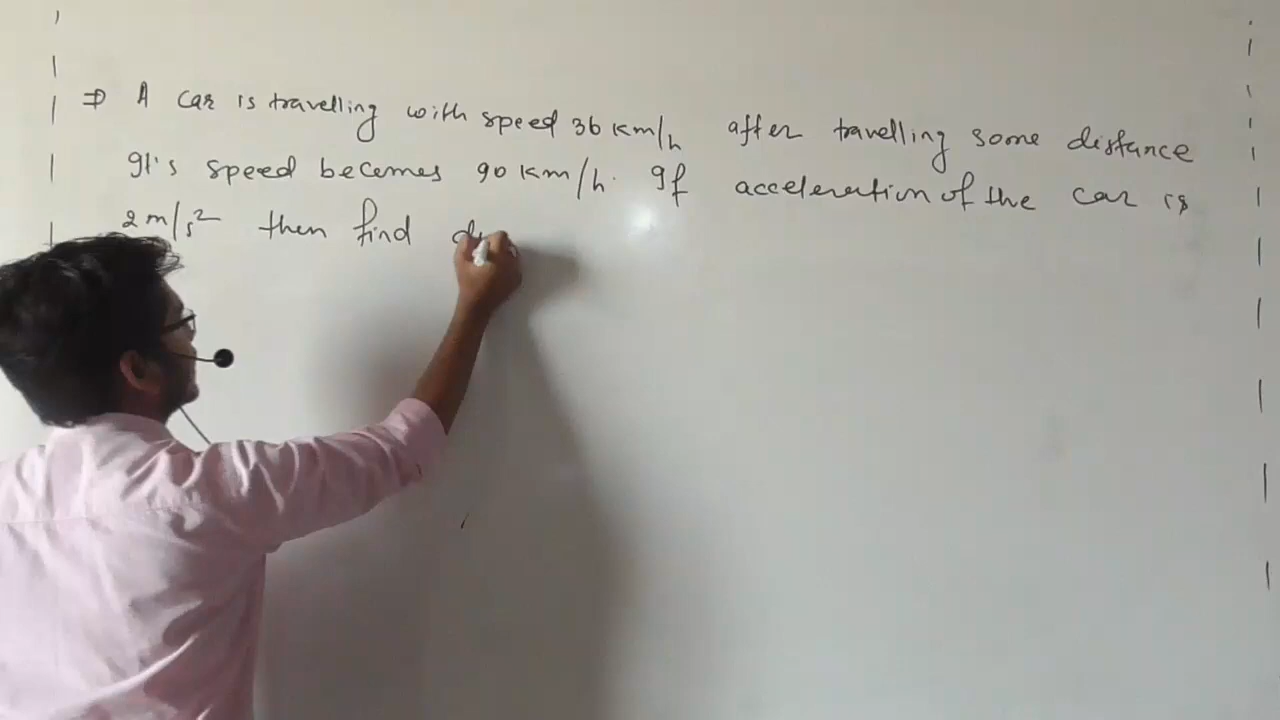 ⇒ A car is travelling with speed 36 km/h after travelling some distance
It's speed becomes 90 km/h. If acceleration of the car is
2 m/s² then find